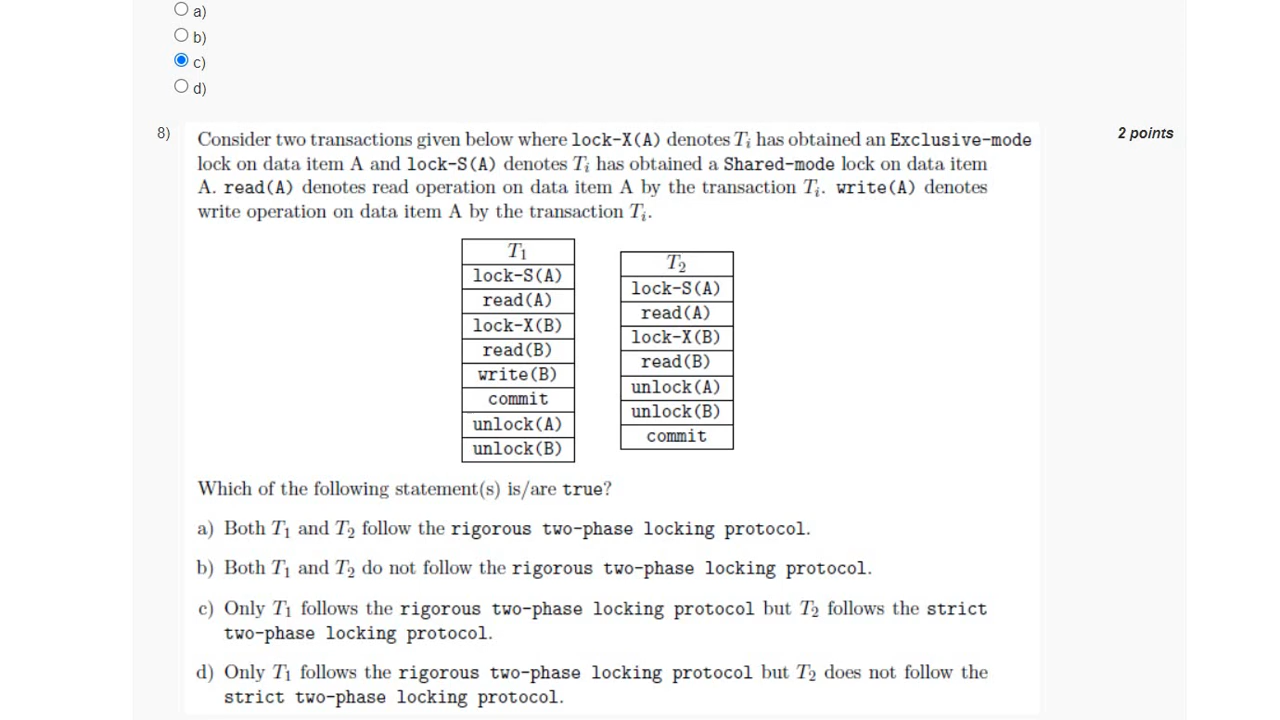 a)
b)
c)
d)
8)
2 points
Consider two transactions given below where lock-X(A) denotes Ti has obtained an Exclusive-mode
lock on data item A and lock-S(A) denotes Ti has obtained a Shared-mode lock on data item
A. read(A) denotes read operation on data item A by the transaction Ti. write(A) denotes
write operation on data item A by the transaction Ti.
T1
lock-S(A)
read(A)
lock-X(B)
read(B)
write(B)
commit
unlock(A)
unlock(B)
T2
lock-S(A)
read(A)
lock-X(B)
read(B)
unlock(A)
unlock(B)
commit
Which of the following statement(s) is/are true?
a) Both T1 and T2 follow the rigorous two-phase locking protocol.
b) Both T1 and T2 do not follow the rigorous two-phase locking protocol.
c) Only T1 follows the rigorous two-phase locking protocol but T2 follows the strict
two-phase locking protocol.
d) Only T1 follows the rigorous two-phase locking protocol but T2 does not follow the
strict two-phase locking protocol.